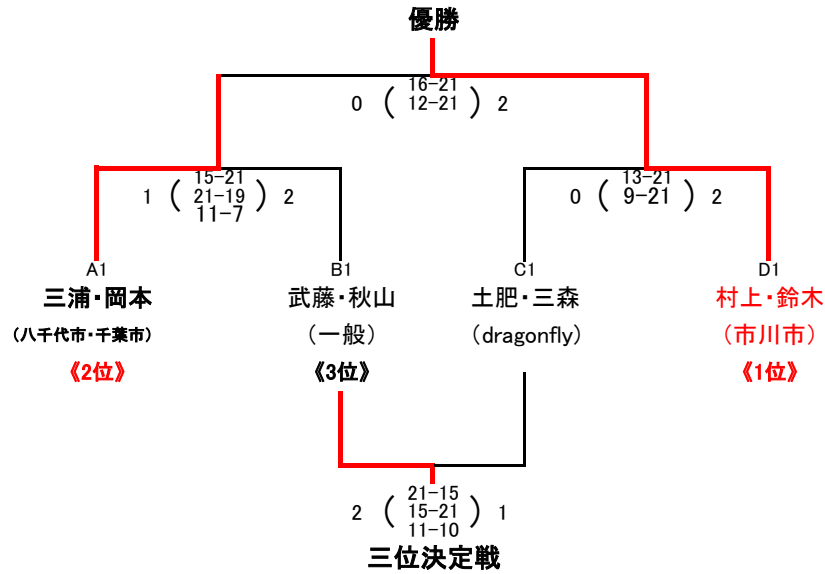 優勝
16-21
0 ( 12-21 ) 2
15-21 13-21
1 ( 21-19 ) 2 0 ( 9-21 ) 2
11-7
A1 B1 C1 D1
三浦・岡本 武藤・秋山 土肥・三森 村上・鈴木
(八千代市・千葉市) (一般) (dragonfly) (市川市)
《2位》 《3位》 《1位》
21-15
2 ( 15-21 ) 1
11-10
三位決定戦